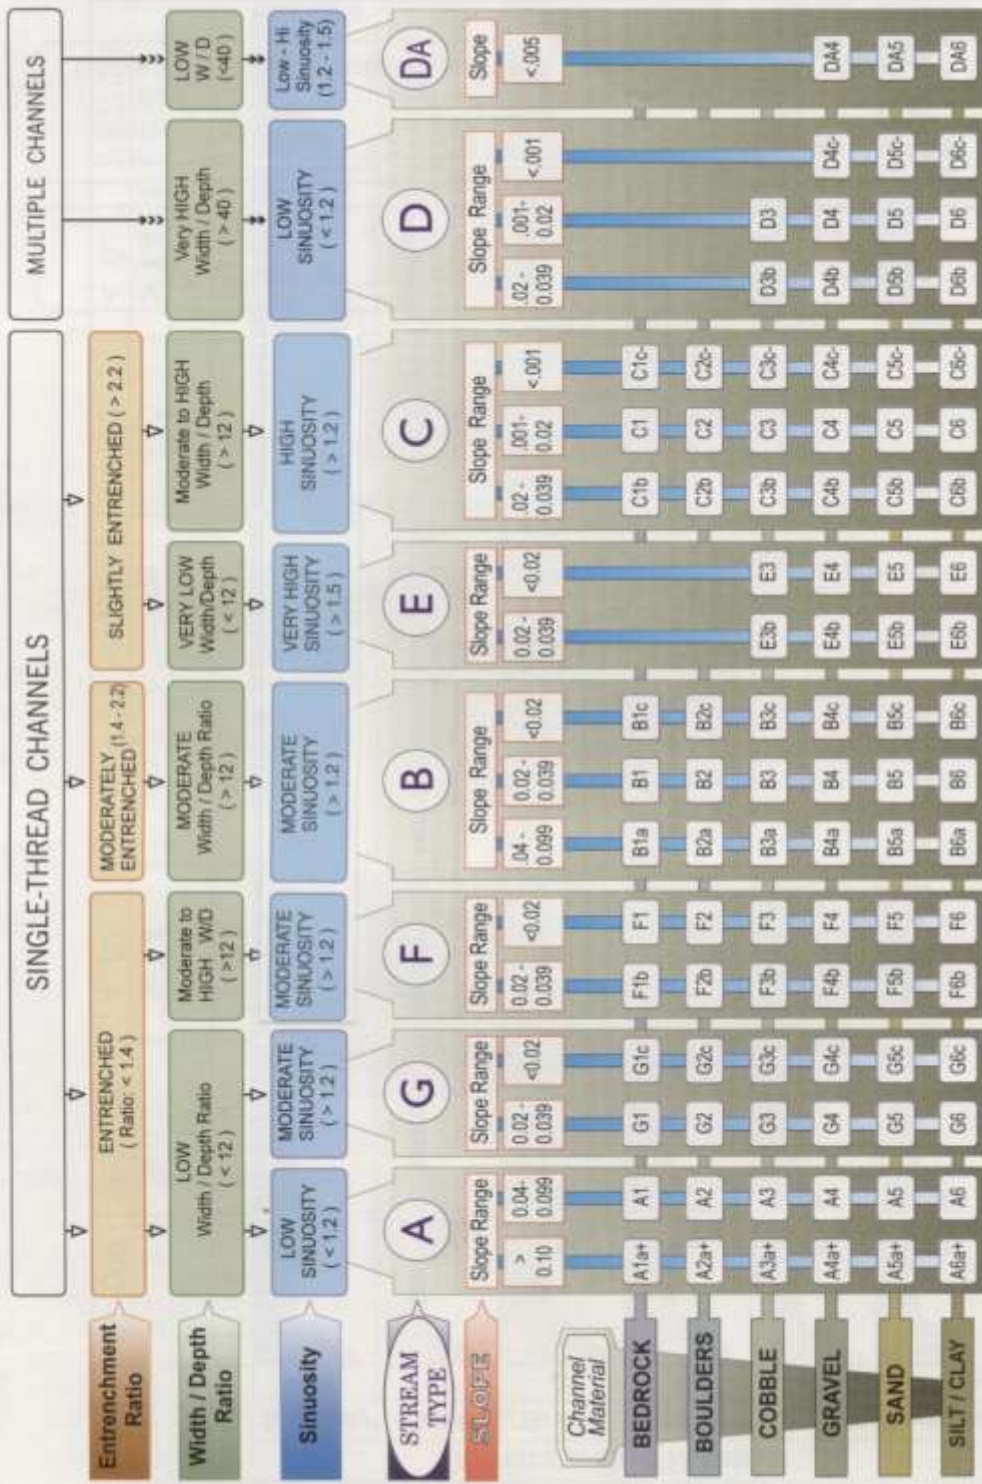 SINGLE-THREAD CHANNELS
MULTIPLE CHANNELS
Entrenchment
Ratio
ENTRENCHED
( Ratio: < 1.4 )
MODERATELY
ENTRENCHED (1.4 - 2.2)
SLIGHTLY ENTRENCHED ( > 2.2 )
Width / Depth
Ratio
LOW
Width / Depth Ratio
( < 12 )
Moderate to
HIGH W/D
( >12 )
MODERATE
Width / Depth Ratio
( > 12 )
VERY LOW
Width/Depth
( < 12 )
Moderate to HIGH
Width / Depth
( > 12 )
Very HIGH
Width / Depth
( > 40 )
LOW
W / D
(<40 )
Sinuosity
LOW
SINUOSITY
( < 1.2 )
MODERATE
SINUOSITY
( > 1.2 )
MODERATE
SINUOSITY
( > 1.2 )
MODERATE
SINUOSITY
( > 1.2 )
VERY HIGH
SINUOSITY
( > 1.5 )
HIGH
SINUOSITY
( > 1.2 )
LOW
SINUOSITY
( < 1.2 )
Low - Hi
Sinuosity
(1.2 - 1.5)
STREAM
TYPE
A G F B E C D DA
SLOPE
Slope Range Slope Range Slope Range Slope Range Slope Range Slope Range Slope Range Slope
>
0.10
0.04-
0.099
0.02 -
0.039
<0.02
0.02 -
0.039
<0.02
.04 -
0.099
0.02 -
0.039
<0.02
0.02 -
0.039
<0.02
.02 -
0.039
.001-
0.02
<.001
.02 -
0.039
.001-
0.02
<.001
<.005
Channel
Material
BEDROCK A1a+ A1 G1 G1c F1b F1 B1a B1 B1c C1b C1 C1c-
BOULDERS A2a+ A2 G2 G2c F2b F2 B2a B2 B2c C2b C2 C2c-
COBBLE A3a+ A3 G3 G3c F3b F3 B3a B3 B3c E3b E3 C3b C3 C3c- D3b D3
GRAVEL A4a+ A4 G4 G4c F4b F4 B4a B4 B4c E4b E4 C4b C4 C4c- D4b D4 D4c- DA4
SAND A5a+ A5 G5 G5c F5b F5 B5a B5 B5c E5b E5 C5b C5 C5c- D5b D5 D5c- DA5
SILT / CLAY A6a+ A6 G6 G6c F6b F6 B6a B6 B6c E6b E6 C6b C6 C6c- D6b D6 D6c- DA6